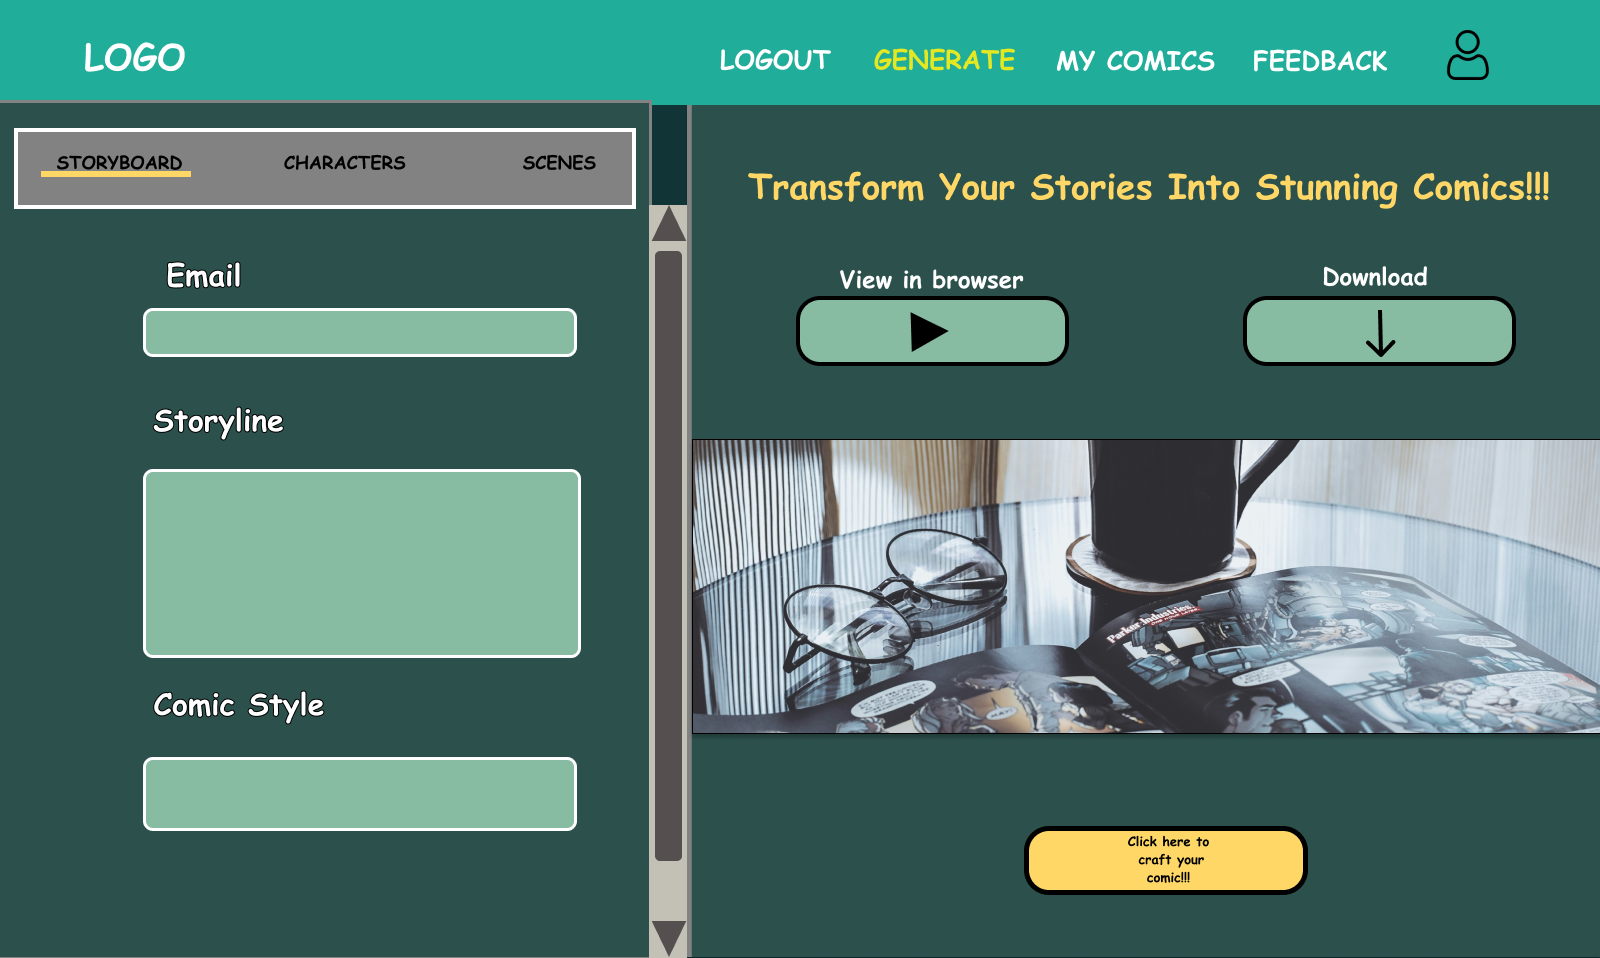 LOGO
LOGOUT
GENERATE
MY COMICS
FEEDBACK
STORYBOARD
CHARACTERS
SCENES
Email
Storyline
Comic Style
Transform Your Stories Into Stunning Comics!!!
View in browser
Download
Parker Industries
Click here to
craft your
comic!!!